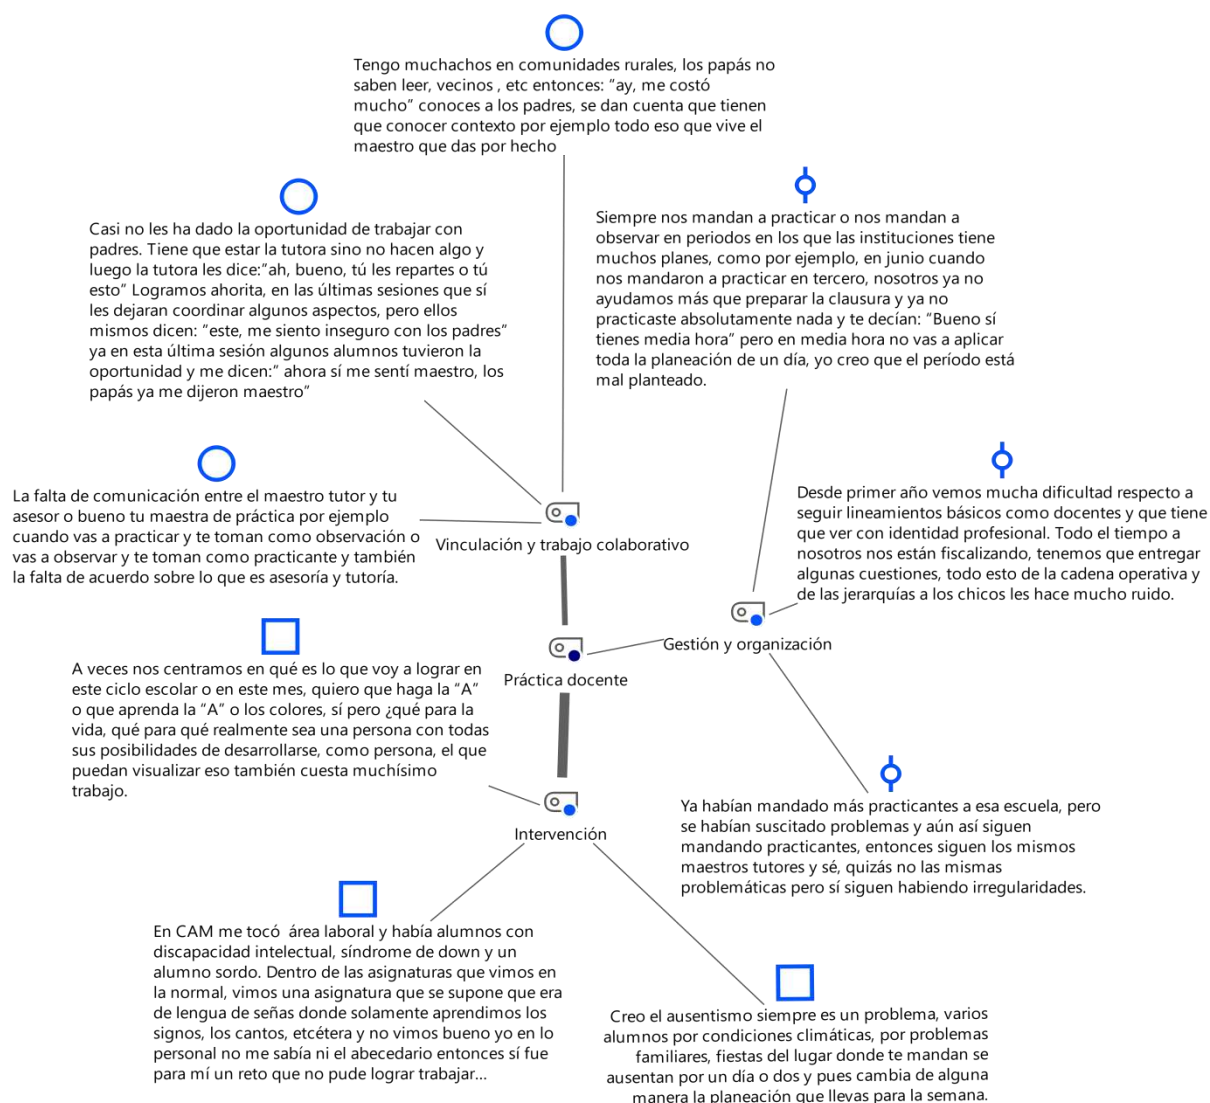 Tengo muchachos en comunidades rurales, los papás no
saben leer, vecinos , etc entonces: “ay, me costó
mucho” conoces a los padres, se dan cuenta que tienen
que conocer contexto por ejemplo todo eso que vive el
maestro que das por hecho
Casi no les ha dado la oportunidad de trabajar con
padres. Tiene que estar la tutora sino no hacen algo y
luego la tutora les dice:”ah, bueno, tú les repartes o tú
esto” Logramos ahorita, en las últimas sesiones que sí
les dejaran coordinar algunos aspectos, pero ellos
mismos dicen: “este, me siento inseguro con los padres”
ya en esta última sesión algunos alumnos tuvieron la
oportunidad y me dicen:” ahora sí me sentí maestro, los
papás ya me dijeron maestro”
Siempre nos mandan a practicar o nos mandan a
observar en periodos en los que las instituciones tiene
muchos planes, como por ejemplo, en junio cuando
nos mandaron a practicar en tercero, nosotros ya no
ayudamos más que preparar la clausura y ya no
practicaste absolutamente nada y te decían: “Bueno sí
tienes media hora” pero en media hora no vas a aplicar
toda la planeación de un día, yo creo que el período está
mal planteado.
La falta de comunicación entre el maestro tutor y tu
asesor o bueno tu maestra de práctica por ejemplo
cuando vas a practicar y te toman como observación o
vas a observar y te toman como practicante y también
la falta de acuerdo sobre lo que es asesoría y tutoría.
Vinculación y trabajo colaborativo
Desde primer año vemos mucha dificultad respecto a
seguir lineamientos básicos como docentes y que tiene
que ver con identidad profesional. Todo el tiempo a
nosotros nos están fiscalizando, tenemos que entregar
algunas cuestiones, todo esto de la cadena operativa y
de las jerarquías a los chicos les hace mucho ruido.
Gestión y organización
Práctica docente
A veces nos centramos en qué es lo que voy a lograr en
este ciclo escolar o en este mes, quiero que haga la “A”
o que aprenda la “A” o los colores, sí pero ¿qué para la
vida, qué para qué realmente sea una persona con todas
sus posibilidades de desarrollarse, como persona, el que
puedan visualizar eso también cuesta muchísimo
trabajo.
Intervención
Ya habían mandado más practicantes a esa escuela, pero
se habían suscitado problemas y aún así siguen
mandando practicantes, entonces siguen los mismos
maestros tutores y sé, quizás no las mismas
problemáticas pero sí siguen habiendo irregularidades.
En CAM me tocó  área laboral y había alumnos con
discapacidad intelectual, síndrome de down y un
alumno sordo. Dentro de las asignaturas que vimos en
la normal, vimos una asignatura que se supone que era
de lengua de señas donde solamente aprendimos los
signos, los cantos, etcétera y no vimos bueno yo en lo
personal no me sabía ni el abecedario entonces sí fue
para mí un reto que no pude lograr trabajar...
Creo el ausentismo siempre es un problema, varios
alumnos por condiciones climáticas, por problemas
familiares, fiestas del lugar donde te mandan se
ausentan por un día o dos y pues cambia de alguna
manera la planeación que llevas para la semana.